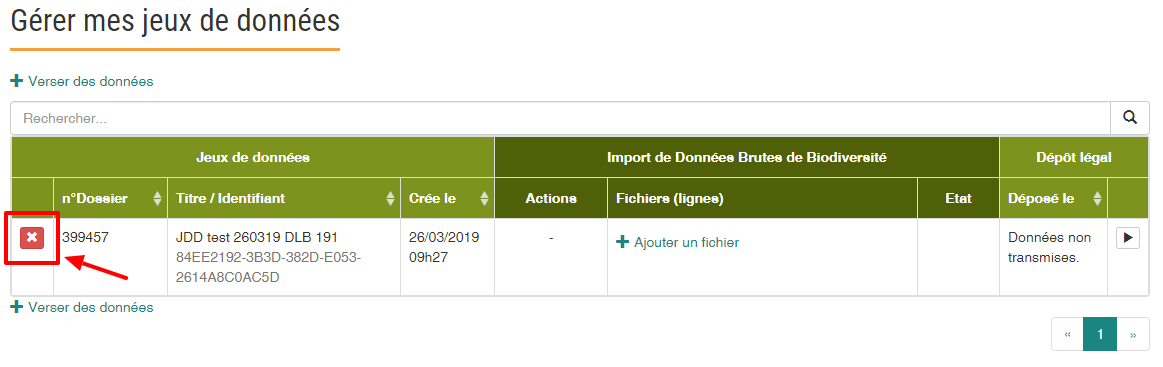 Gérer mes jeux de données
Verser des données
Rechercher...
Jeux de données Import de Données Brutes de Biodiversité Dépôt légal
n°Dossier Titre / Identifiant Crée le Actions Fichiers (lignes) Etat Déposé le
399457 JDD test 260319 DLB 191 26/03/2019 - Ajouter un fichier Données non
84EE2192-3B3D-382D-E053- 09h27 transmises.
2614A8C0AC5D
Verser des données
« 1 »